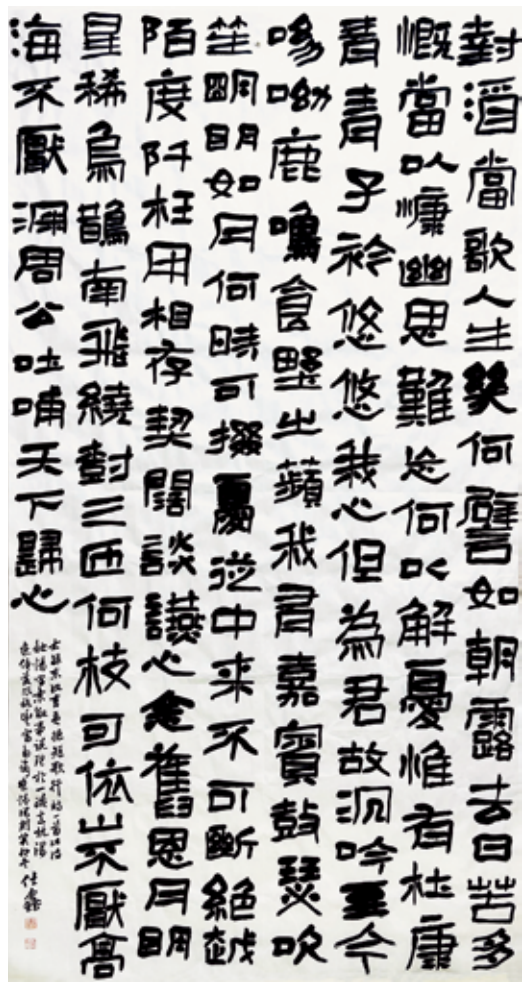 對酒當歌人生幾何譬如朝露去日苦多
慨當以慷幽思難忘何以解憂惟有杜康
青青子衿悠悠我心但為君故沉吟至今
呦呦鹿鳴食野之蘋我有嘉賓鼓瑟吹
笙明明如月何時可掇憂從中来不可斷絕越
陌度阡枉用相存契闊談讌心念舊恩月明
星稀烏鵲南飛繞樹三匝何枝可依山不厭高
海不厭深周公吐哺天下歸心